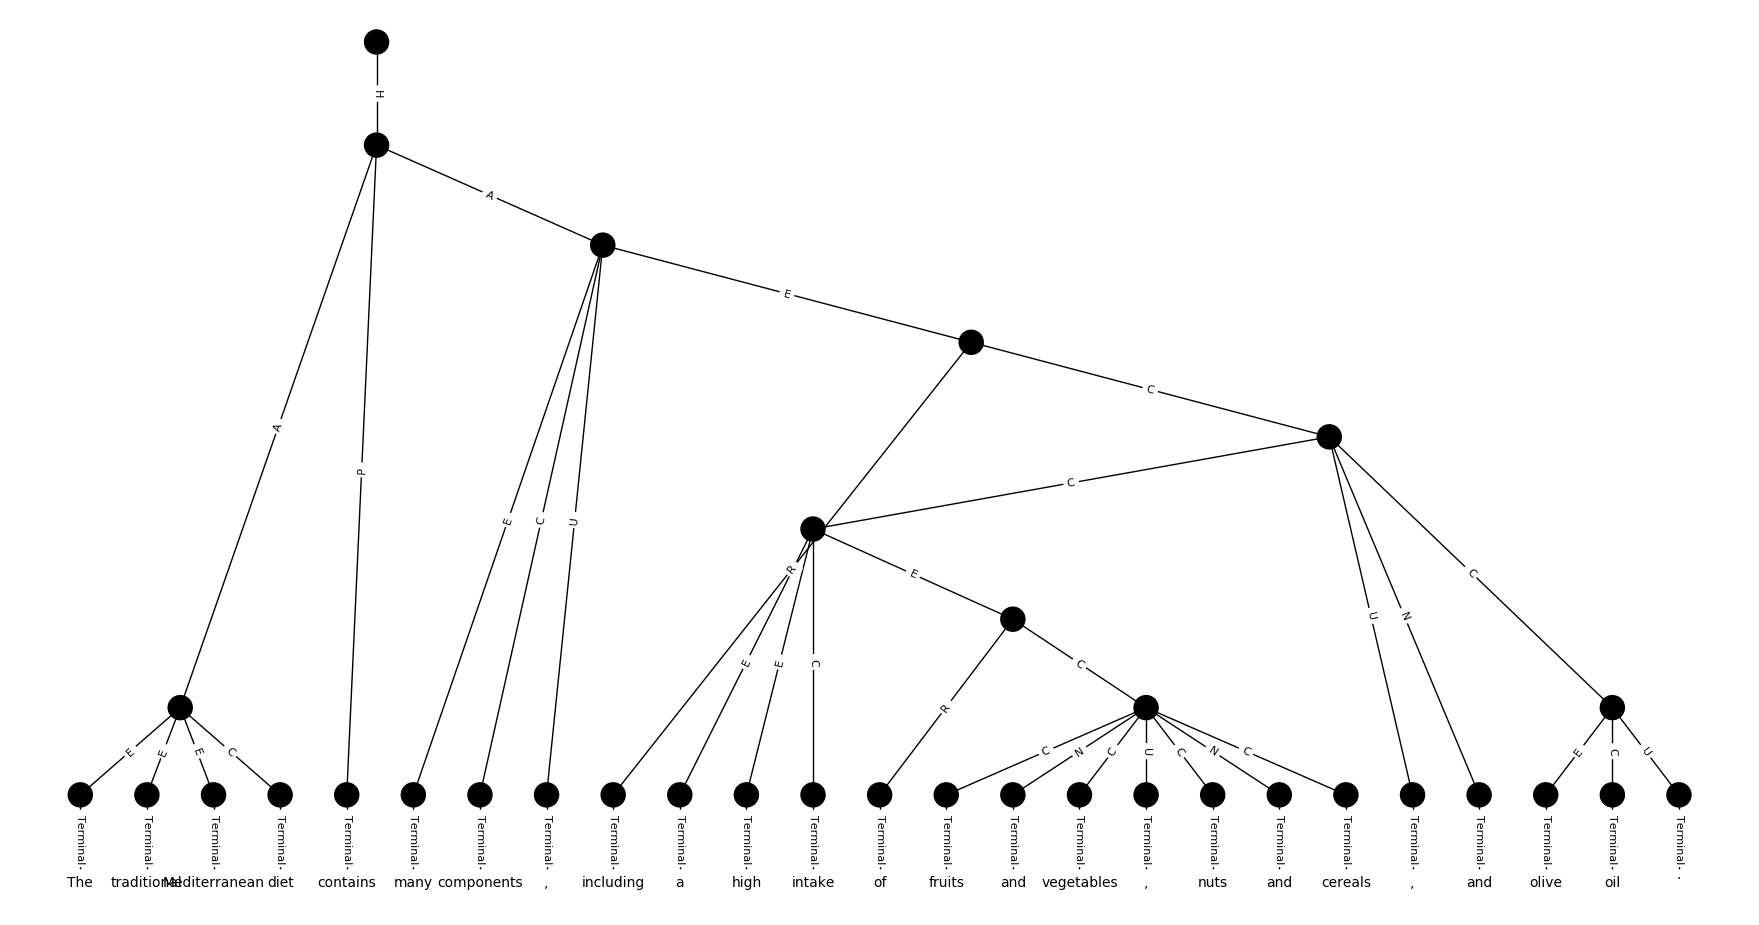 H
A
E
C
C
A
P
E
C
U
R
E
E
C
E
U
N
C
R
C
E
E
E
C
C
N
C
U
C
N
C
E
C
U
Terminal Terminal Terminal Terminal Terminal Terminal Terminal Terminal Terminal Terminal Terminal Terminal Terminal Terminal Terminal Terminal Terminal Terminal Terminal Terminal Terminal Terminal Terminal Terminal Terminal
The traditional Mediterranean diet contains many components , including a high intake of fruits and vegetables , nuts and cereals , and olive oil .